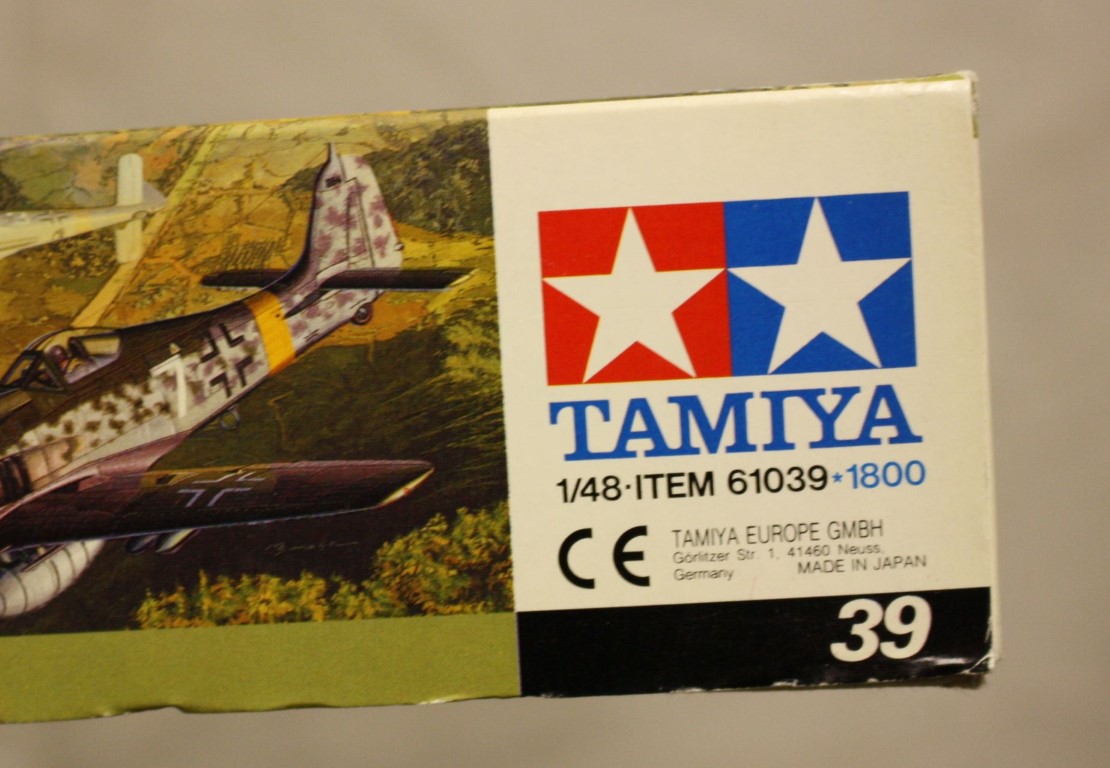 TAMIYA
1/48·ITEM 61039★1800
CE
TAMIYA EUROPE GMBH
Görlitzer Str. 1. 41460 Neuss,
Germany MADE IN JAPAN
39
7